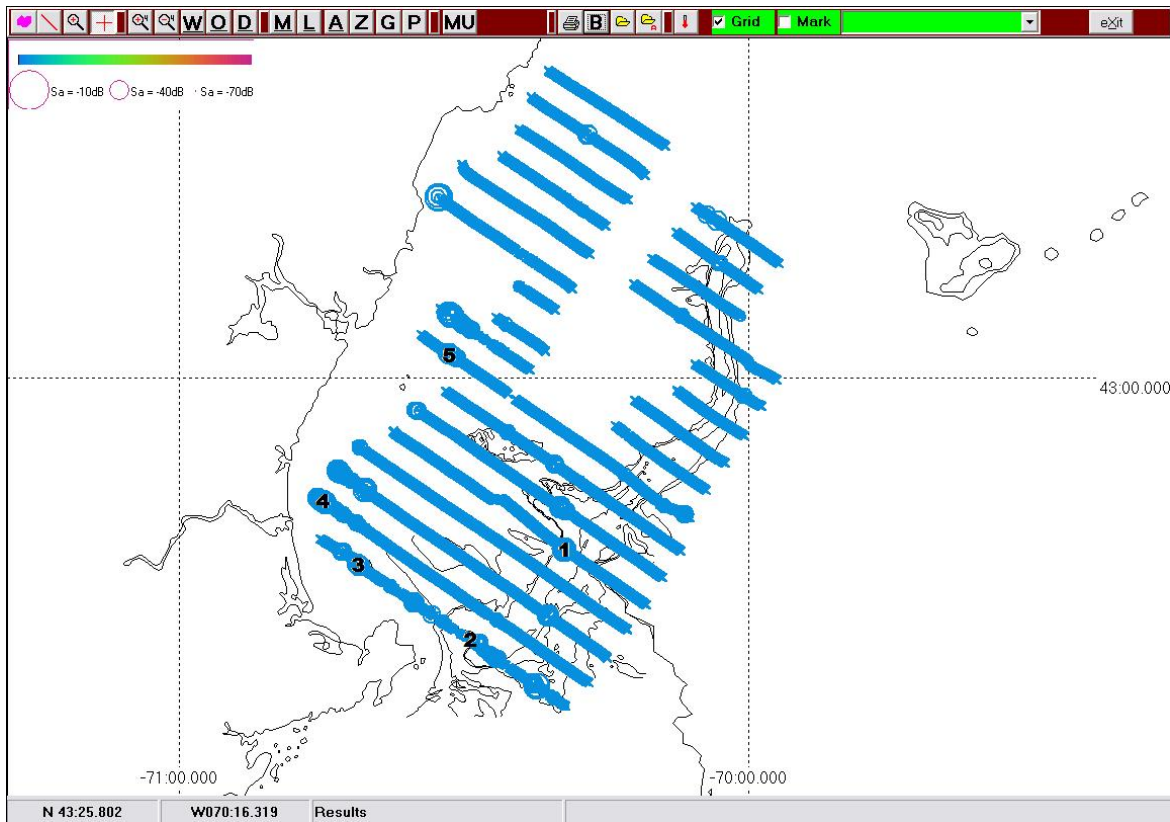 W O D M L A Z G P MU B Grid Mark eXit
Sa = -10dB Sa = -40dB Sa = -70dB
5
43:00.000
4
1
3
2
-71:00.000 -70:00.000
N 43:25.802 W070:16.319 Results